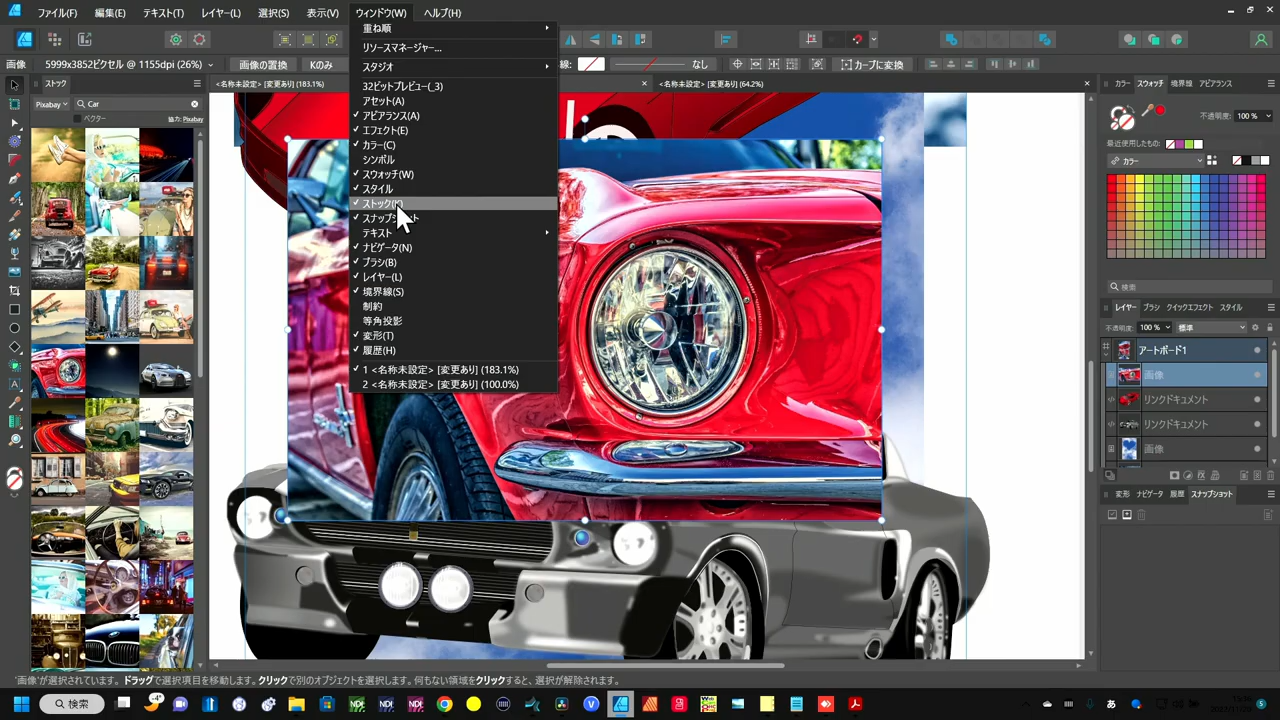 ファイル(F)
編集(E)
テキスト(T)
レイヤー(L)
選択(S)
表示(V)
ウィンドウ(W)
ヘルプ(H)
画像
5999x3852ピクセル @ 1155dpi (26%)
画像の置換
Kのみ
線:
なし
カーブに変換
ストック
<名称未設定> [変更あり] (183.1%)
<名称未設定> [変更あり] (64.2%)
Pixabay
Car
ベクター
協力: Pixabay
重ね順
リソースマネージャー...
スタジオ
32ビットプレビュー(_3)
アセット(A)
アピアランス(A)
エフェクト(E)
カラー(C)
シンボル
スウォッチ(W)
スタイル
ストック(K)
スナップショット
テキスト
ナビゲータ(N)
ブラシ(B)
レイヤー(L)
境界線(S)
制約
等角投影
変形(T)
履歴(H)
1 <名称未設定> [変更あり] (183.1%)
2 <名称未設定> [変更あり] (100.0%)
カラー
スウォッチ
境界線
アピアランス
不透明度:
100 %
最近使用したもの:
カラー
検索
レイヤー
ブラシ
クイックエフェクト
スタイル
不透明度:
100 %
標準
アートボード1
画像
リンクドキュメント
リンクドキュメント
画像
変形
ナビゲータ
履歴
スナップショット
'画像'が選択されています。 ドラッグで選択項目を移動します。 クリックで別のオブジェクトを選択します。 何もない領域をクリックすると、選択が解除されます。
検索
-4°
NDI
NDI
NDI
あ